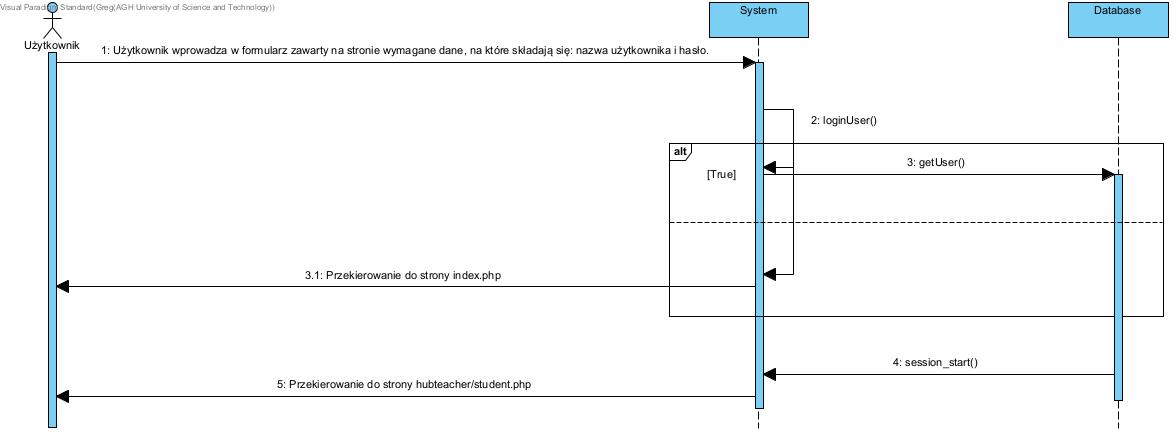 Visual Paradigm Standard(Greg(AGH University of Science and Technology))
System
Database
Użytkownik
1: Użytkownik wprowadza w formularz zawarty na stronie wymagane dane, na które składają się: nazwa użytkownika i hasło.
2: loginUser()
alt
3: getUser()
[True]
3.1: Przekierowanie do strony index.php
4: session_start()
5: Przekierowanie do strony hubteacher/student.php